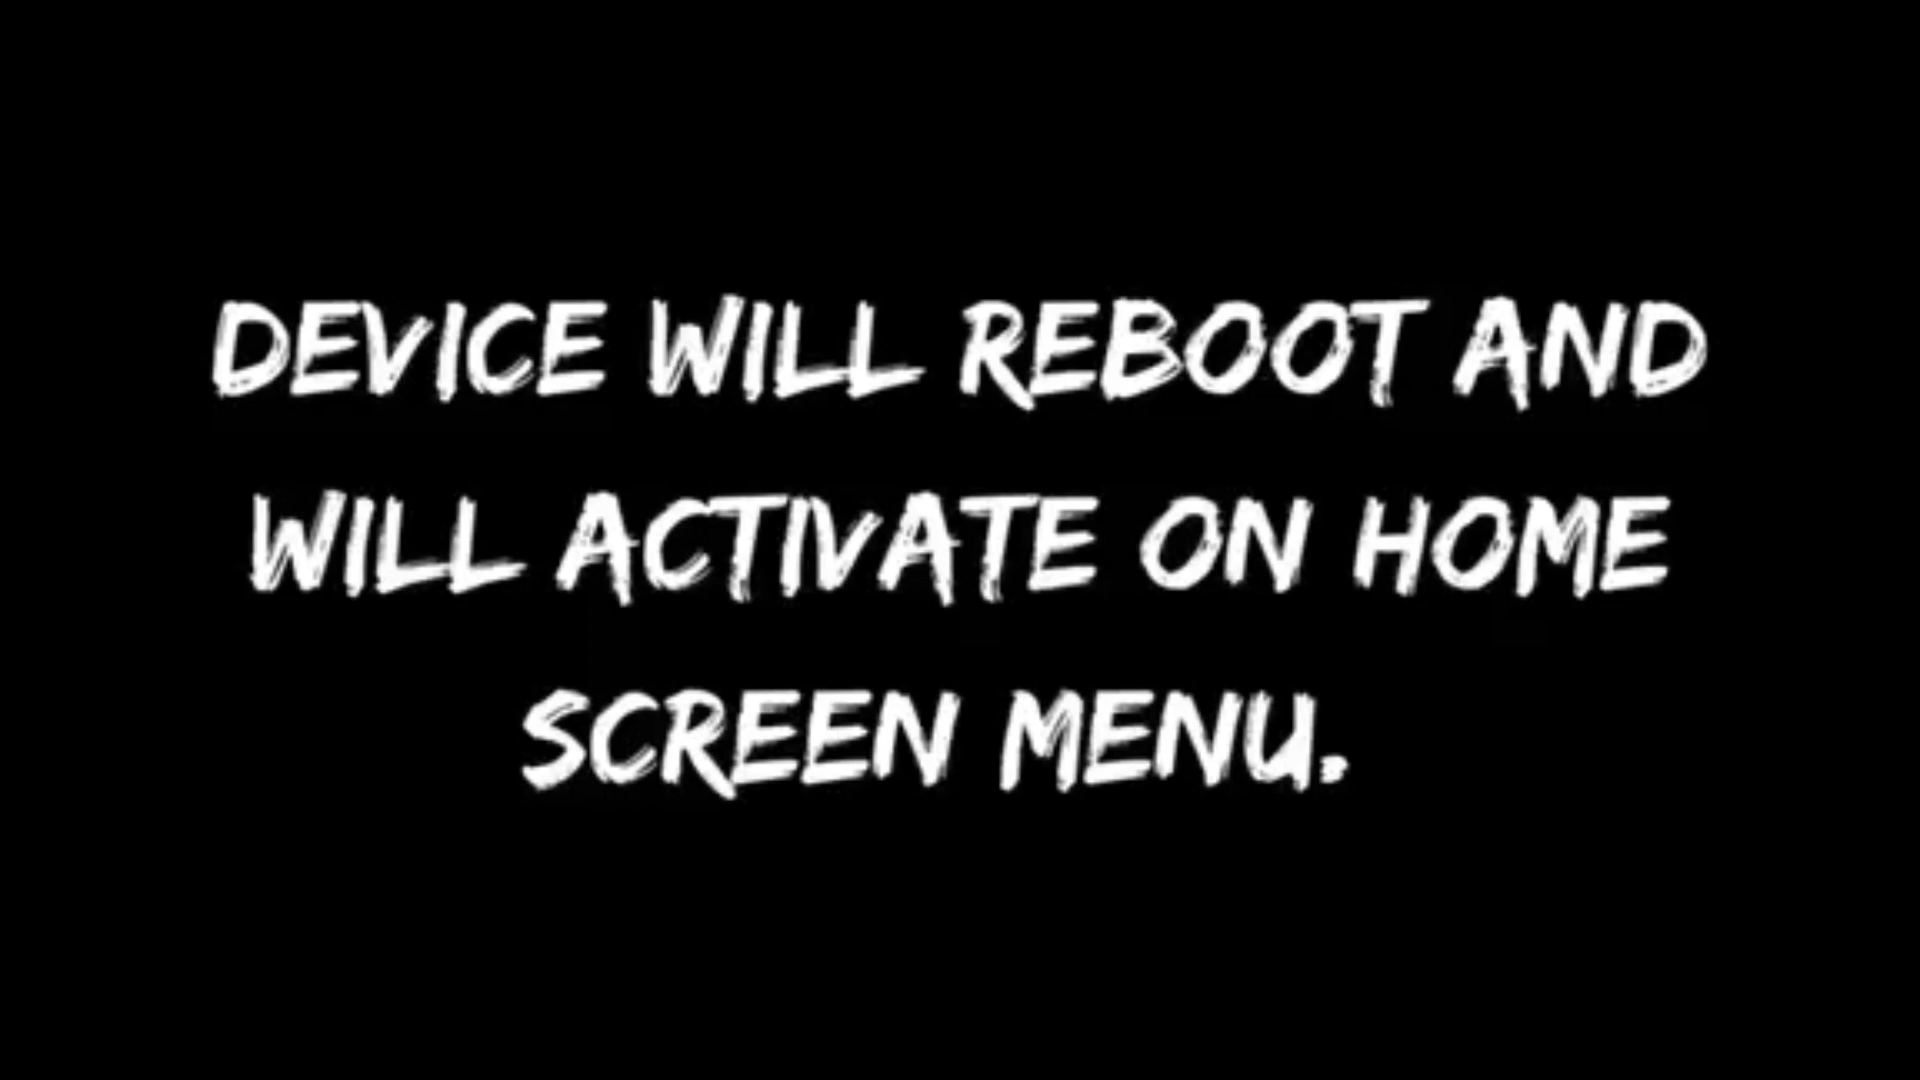 DEVICE WILL REBOOT AND
WILL ACTIVATE ON HOME
SCREEN MENU.